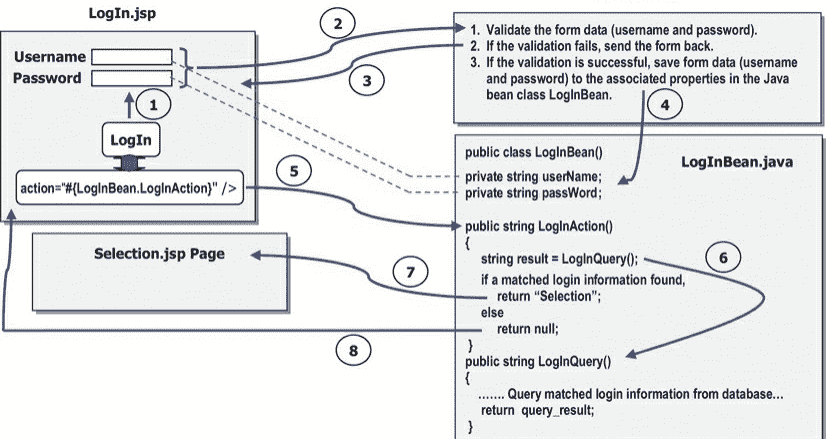 LogIn.jsp
Username
Password
1
LogIn
action="#{LogInBean.LogInAction}" />
2
3
1. Validate the form data (username and password).
2. If the validation fails, send the form back.
3. If the validation is successful, save form data (username
and password) to the associated properties in the Java
bean class LogInBean.
4
public class LogInBean()
LogInBean.java
private string userName;
private string passWord;
5
public string LogInAction()
{
string result = LogInQuery();
6
if a matched login information found,
return “Selection”;
else
return null;
}
public string LogInQuery()
{
……. Query matched login information from database…
return query_result;
}
Selection.jsp Page
7
8